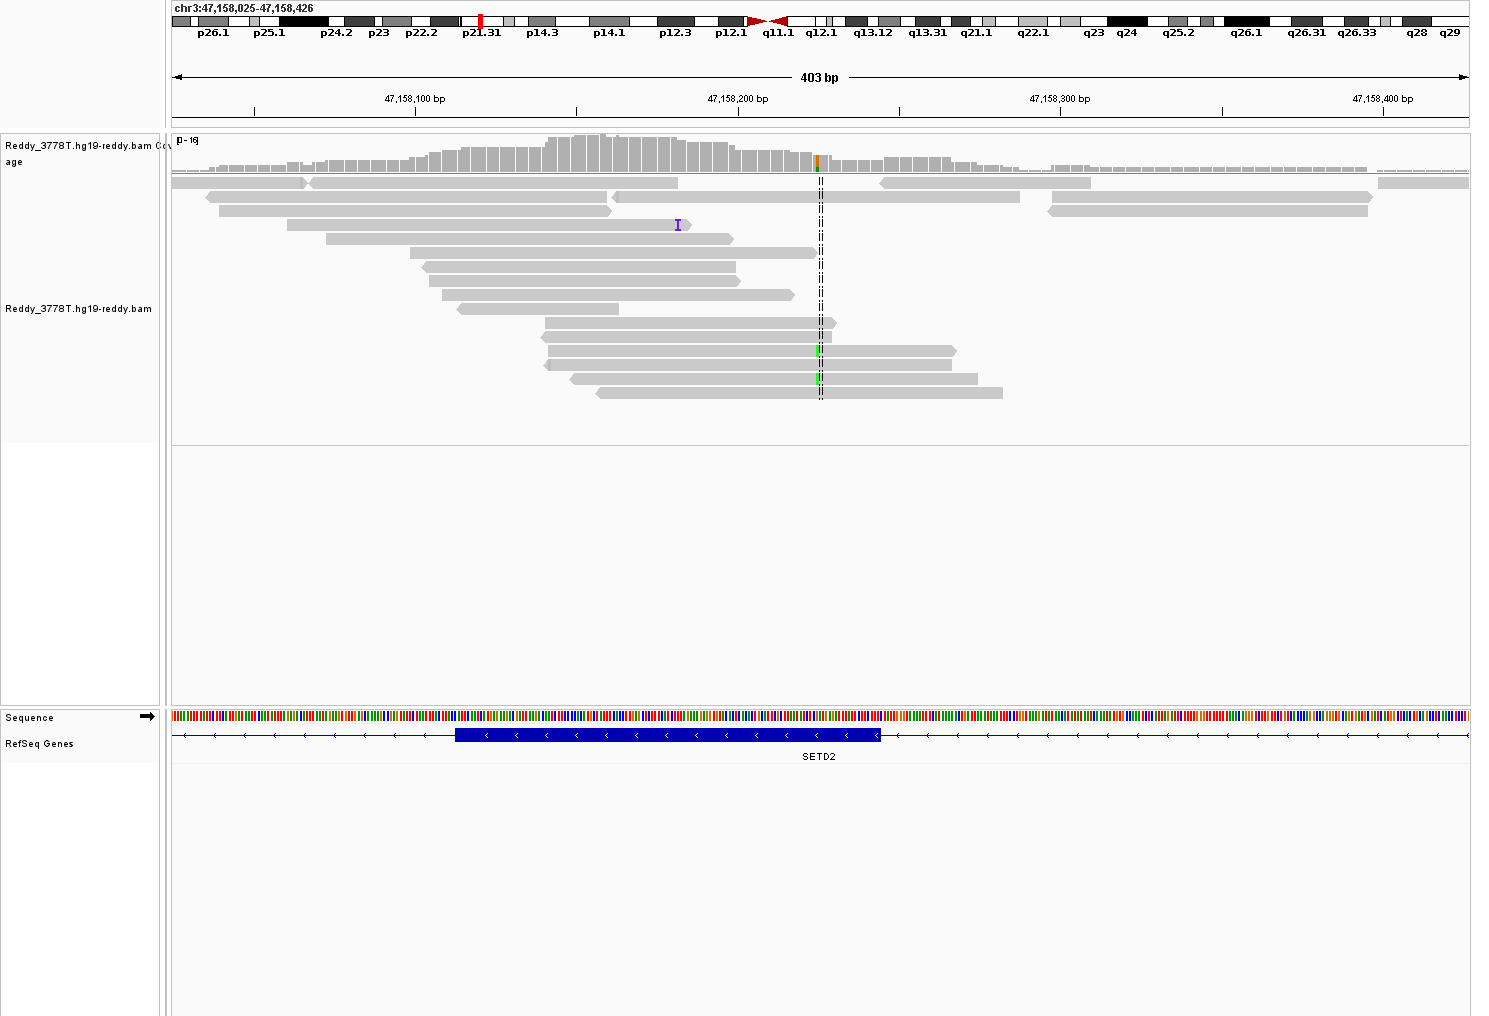 chr3:47,158,025-47,158,426
p26.1 p25.1 p24.2 p23 p22.2 p21.31 p14.3 p14.1 p12.3 p12.1 q11.1 q12.1 q13.12 q13.31 q21.1 q22.1 q23 q24 q25.2 q26.1 q26.31 q26.33 q28 q29
403 bp
47,158,100 bp 47,158,200 bp 47,158,300 bp 47,158,400 bp
Reddy_3778T.hg19-reddy.bam Cov
age
[0 - 16]
Reddy_3778T.hg19-reddy.bam
Sequence
RefSeq Genes
SETD2